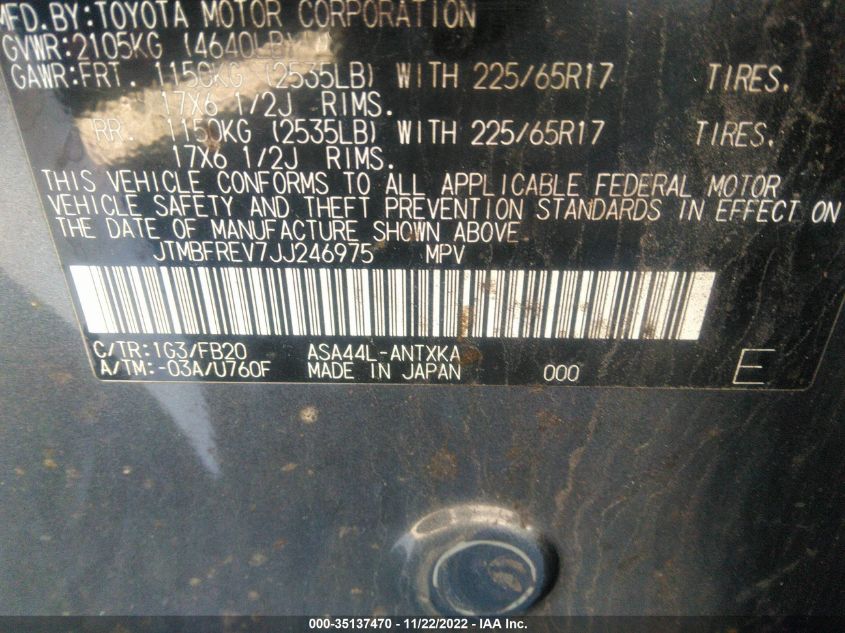 MFD.BY:TOYOTA MOTOR CORPORATION
GVWR:2105KG (4640LB)
GAWR:FRT. 1150KG (2535LB) WITH 225/65R17 TIRES.
17X6 1/2J RIMS.
RR. 1150KG (2535LB) WITH 225/65R17 TIRES.
17X6 1/2J RIMS.
THIS VEHICLE CONFORMS TO ALL APPLICABLE FEDERAL MOTOR
VEHICLE SAFETY AND THEFT PREVENTION STANDARDS IN EFFECT ON
THE DATE OF MANUFACTURE SHOWN ABOVE
JTMBFREV7JJ246975 MPV
C/TR:1G3/FB20 ASA44L-ANTXKA
A/TM:-03A/U760F MADE IN JAPAN 000 E
000-35137470 - 11/22/2022 - IAA Inc.